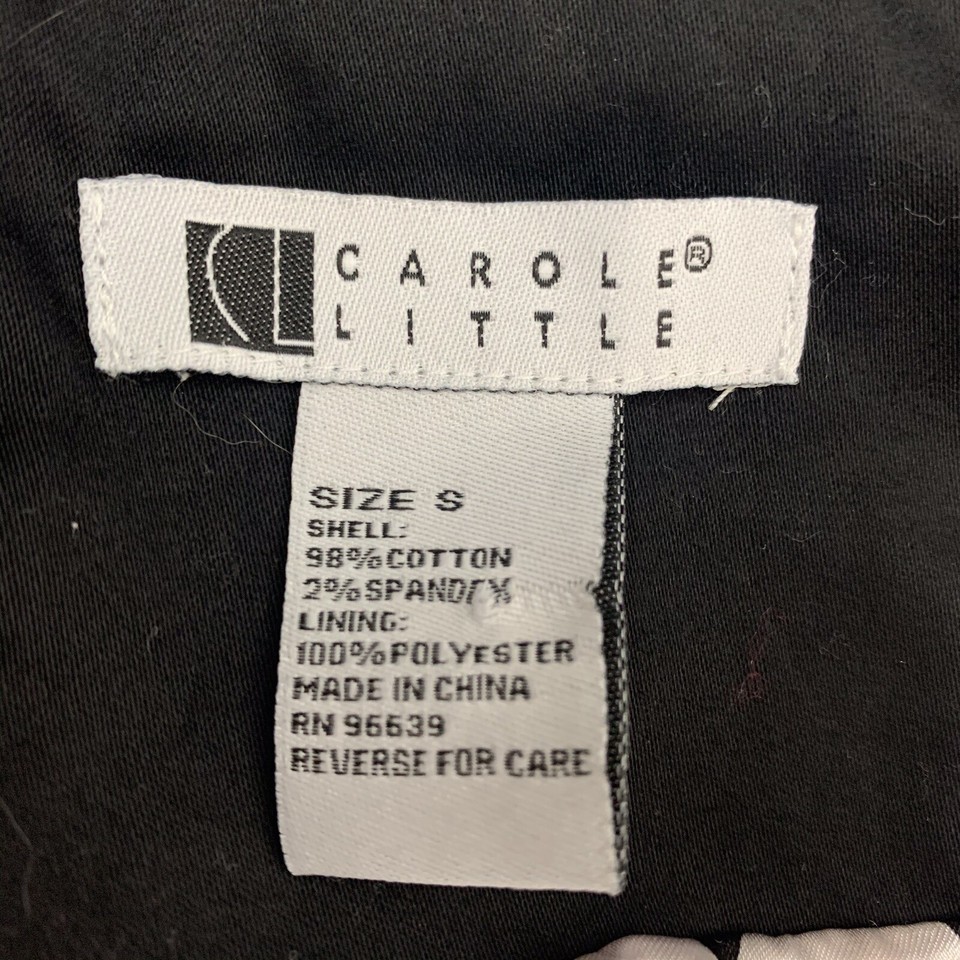 CL CAROLE®
LITTLE
SIZE S
SHELL:
98%COTTON
2%SPANDEX
LINING:
100%POLYESTER
MADE IN CHINA
RN 96639
REVERSE FOR CARE